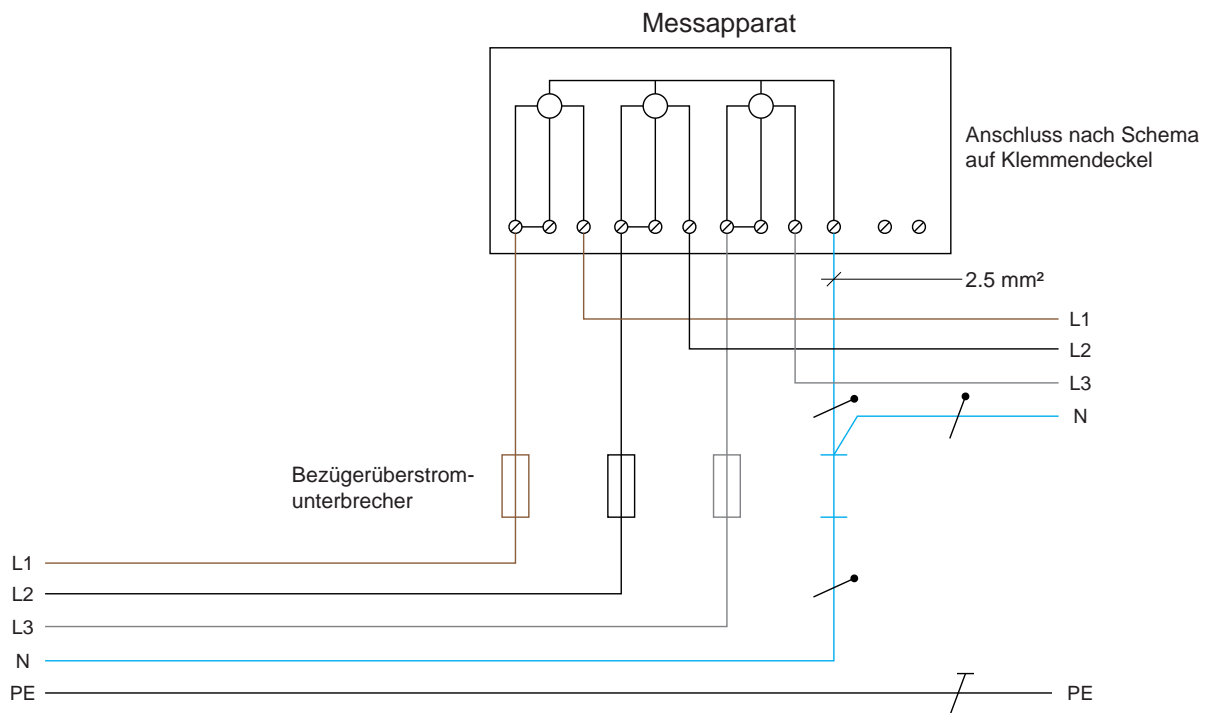 Messapparat
Anschluss nach Schema
auf Klemmendeckel
2.5 mm²
L1
L2
L3
N
Bezügerüberstrom-
unterbrecher
L1
L2
L3
N
PE
PE